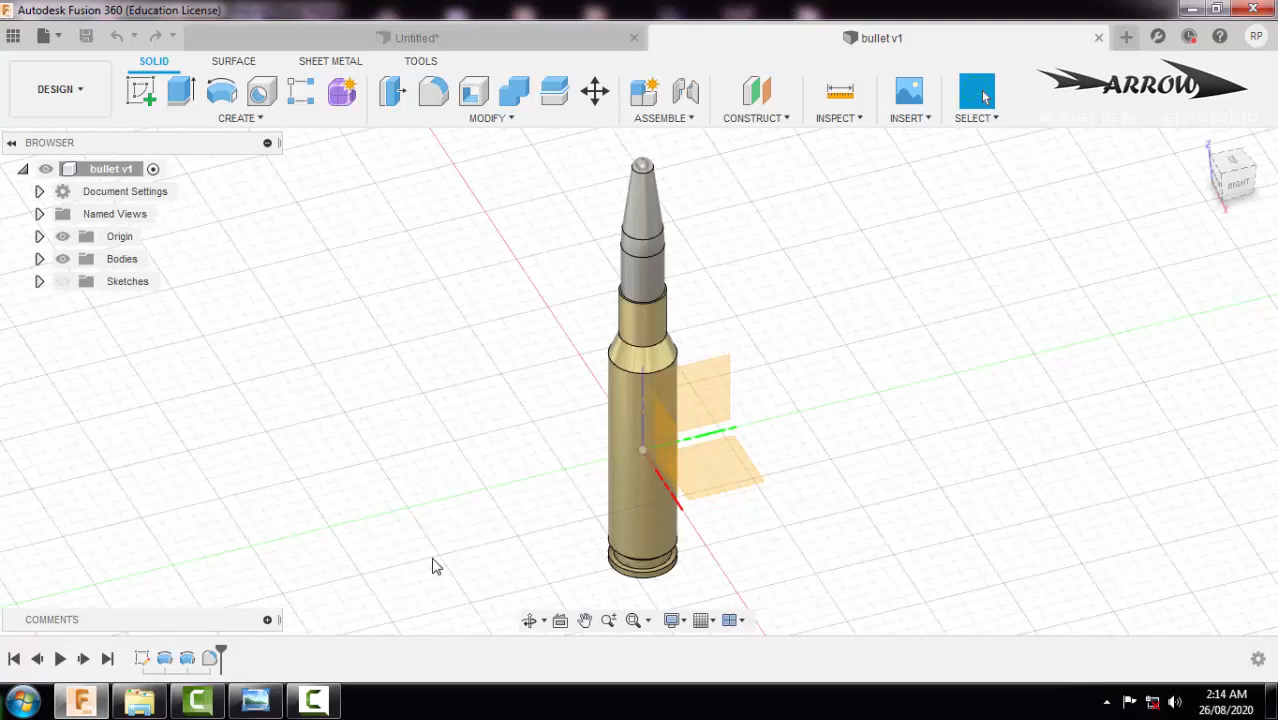 Autodesk Fusion 360 (Education License)
Untitled*
bullet v1
RP
DESIGN
SOLID
SURFACE
SHEET METAL
TOOLS
CREATE
MODIFY
ASSEMBLE
CONSTRUCT
INSPECT
INSERT
SELECT
ARROW
BROWSER
bullet v1
Document Settings
Named Views
Origin
Bodies
Sketches
Z
RIGHT
COMMENTS
2:14 AM
26/08/2020